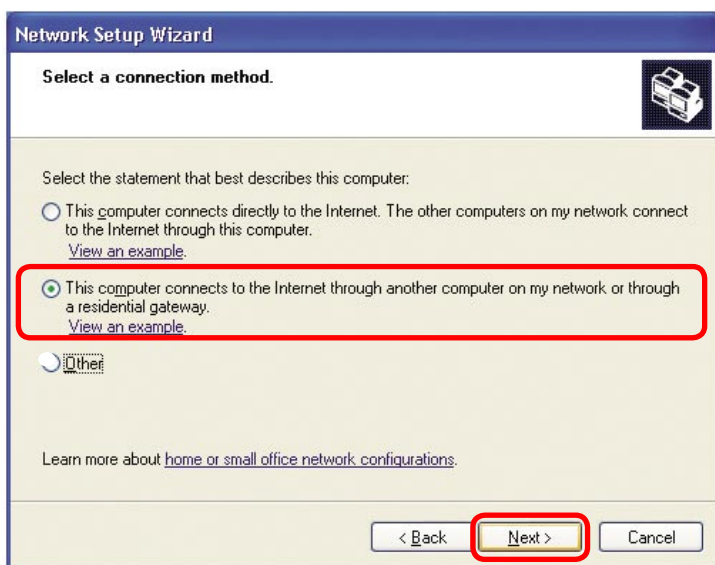 Network Setup Wizard
Select a connection method.
Select the statement that best describes this computer:
This computer connects directly to the Internet. The other computers on my network connect
to the Internet through this computer.
View an example.
This computer connects to the Internet through another computer on my network or through
a residential gateway.
View an example.
Other
Learn more about home or small office network configurations.
< Back Next > Cancel